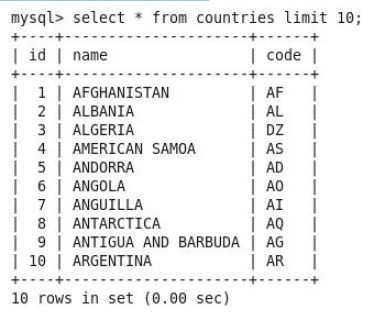 mysql> select * from countries limit 10;
+----+---------------------+------+
| id | name                | code |
+----+---------------------+------+
|  1 | AFGHANISTAN         | AF   |
|  2 | ALBANIA             | AL   |
|  3 | ALGERIA             | DZ   |
|  4 | AMERICAN SAMOA      | AS   |
|  5 | ANDORRA             | AD   |
|  6 | ANGOLA              | AO   |
|  7 | ANGUILLA            | AI   |
|  8 | ANTARCTICA          | AQ   |
|  9 | ANTIGUA AND BARBUDA | AG   |
| 10 | ARGENTINA           | AR   |
+----+---------------------+------+
10 rows in set (0.00 sec)